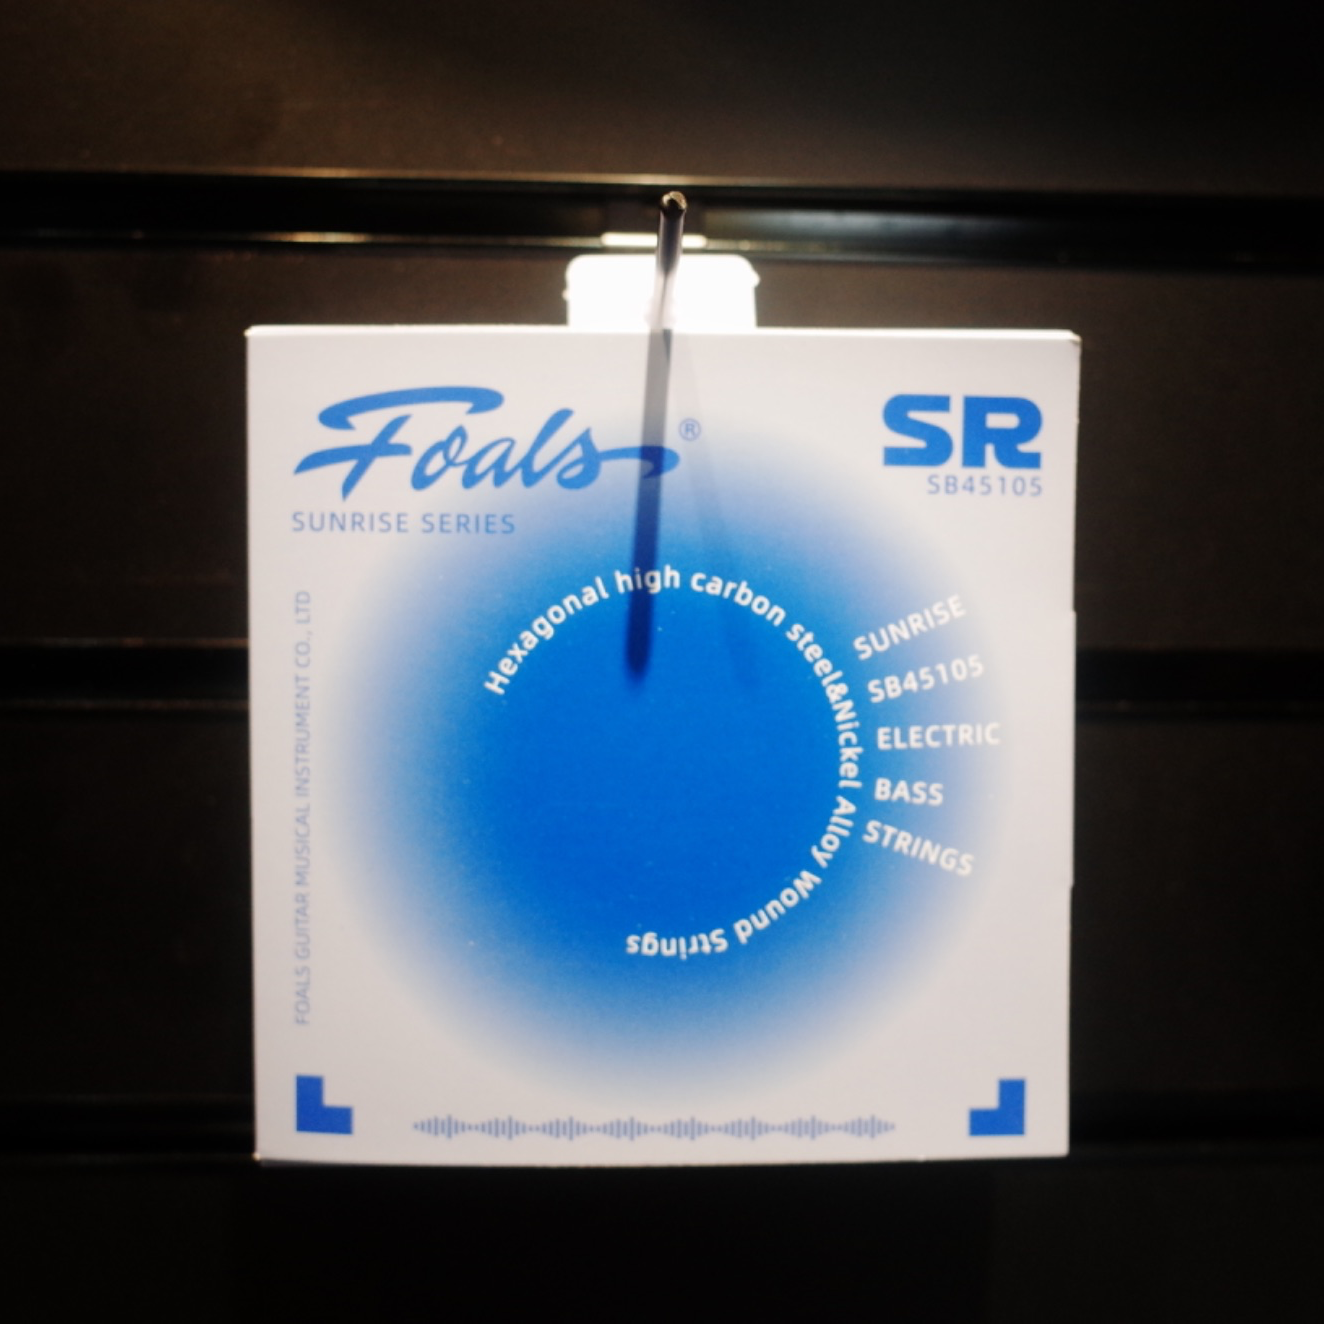 Foals®
SUNRISE SERIES
SR
SB45105
Hexagonal high carbon steel&Nickel Alloy Wound Strings
SUNRISE
SB45105
ELECTRIC
BASS
STRINGS
FOALS GUITAR MUSICAL INSTRUMENT CO., LTD